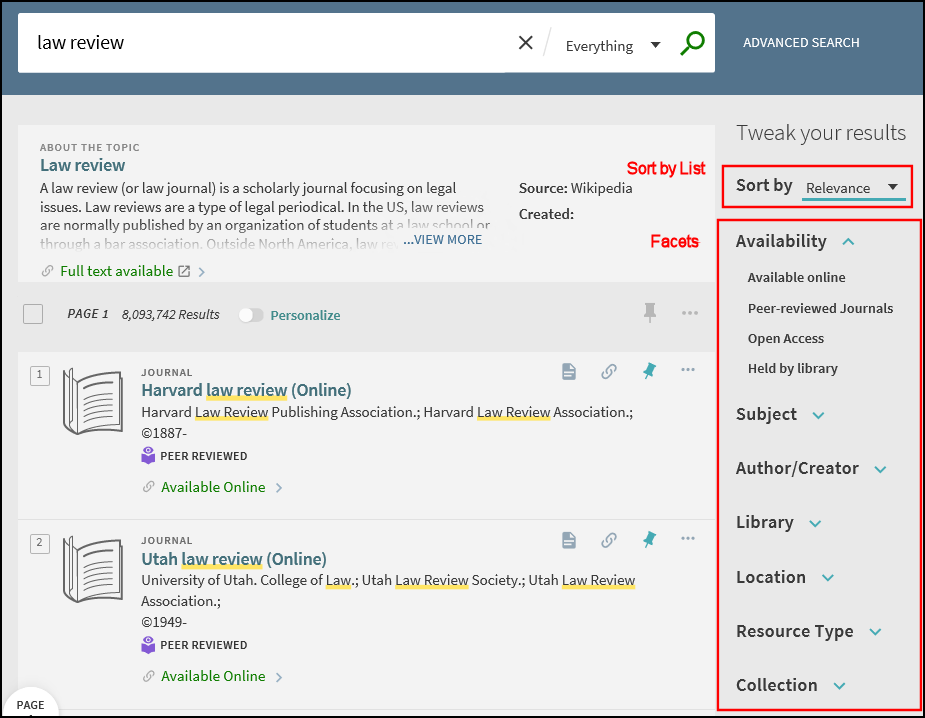 law review
Everything
ADVANCED SEARCH
ABOUT THE TOPIC
Law review
A law review (or law journal) is a scholarly journal focusing on legal
issues. Law reviews are a type of legal periodical. In the US, law reviews
are normally published by an organization of students at a law school or
through a bar association. Outside North America, law rev
...VIEW MORE
Full text available
Source: Wikipedia
Created:
Sort by List
Facets
Tweak your results
Sort by Relevance
Availability
Available online
Peer-reviewed Journals
Open Access
Held by library
Subject
Author/Creator
Library
Location
Resource Type
Collection
PAGE 1 8,093,742 Results Personalize
1
JOURNAL
Harvard law review (Online)
Harvard Law Review Publishing Association.; Harvard Law Review Association.;
©1887-
PEER REVIEWED
Available Online
2
JOURNAL
Utah law review (Online)
University of Utah. College of Law.; Utah Law Review Society.; Utah Law Review
Association.;
©1949-
PEER REVIEWED
Available Online
PAGE